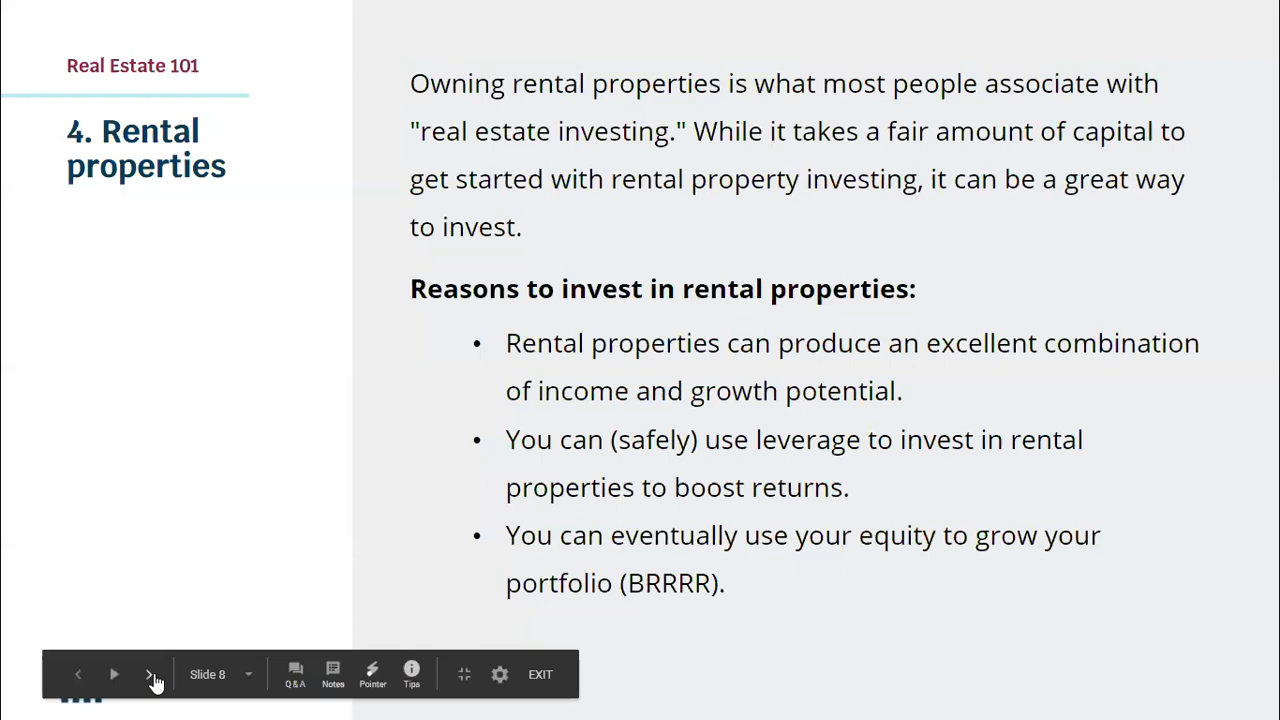 Real Estate 101
4. Rental
properties
Owning rental properties is what most people associate with
"real estate investing." While it takes a fair amount of capital to
get started with rental property investing, it can be a great way
to invest.
Reasons to invest in rental properties:
• Rental properties can produce an excellent combination
of income and growth potential.
• You can (safely) use leverage to invest in rental
properties to boost returns.
• You can eventually use your equity to grow your
portfolio (BRRRR).
Slide 8
Q & A
Notes
Pointer
Tips
EXIT